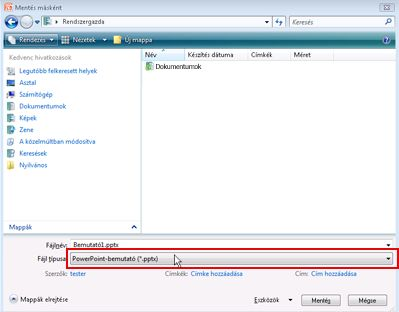 Mentés másként
Rendszergazda
Keresés
Rendezés
Nézetek
Új mappa
Kedvenc hivatkozások
Legutóbb felkeresett helyek
Asztal
Számítógép
Dokumentumok
Képek
Zene
A közelmúltban módosítva
Keresések
Nyilvános
Mappák
Név
Készítés dátuma
Címkék
Méret
Dokumentumok
Fájlnév: Bemutató1.pptx
Fájl típusa: PowerPoint-bemutató (*.pptx)
Szerzők: tester
Címkék: Címke hozzáadása
Cím: Cím hozzáadása
Mappák elrejtése
Eszközök
Mentés
Mégse